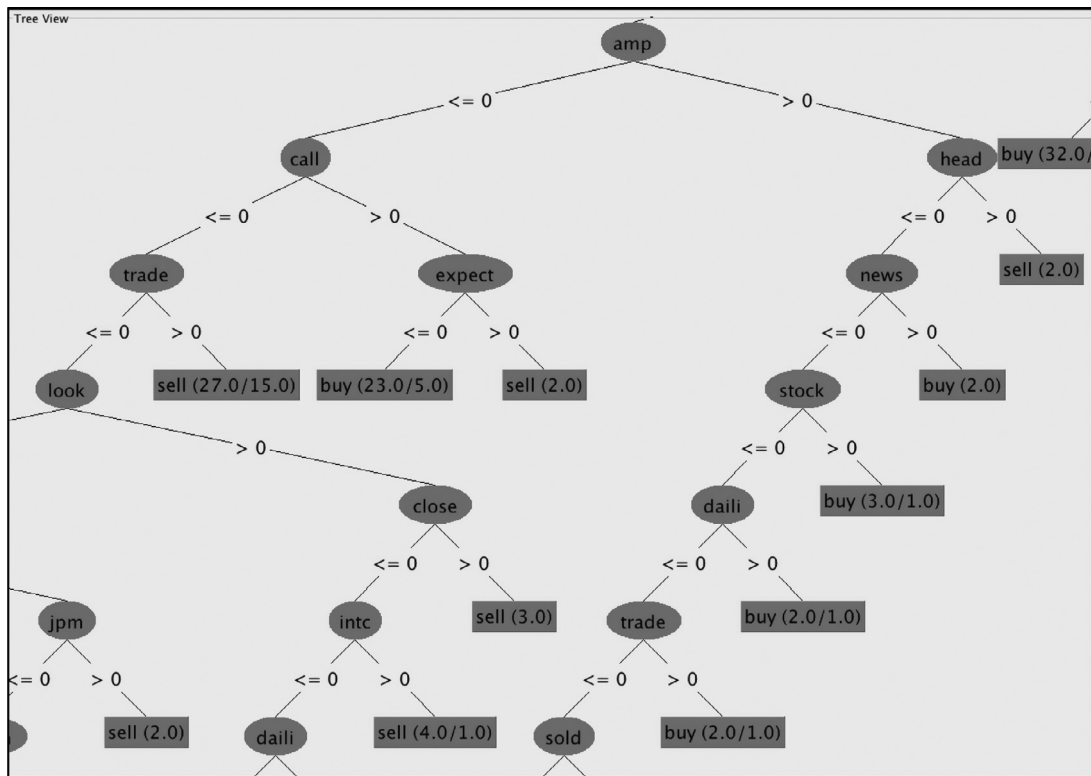 Tree View
amp
<= 0 > 0
call head buy (32.0/
<= 0 > 0 <= 0 > 0
trade expect news sell (2.0)
<= 0 > 0 <= 0 > 0 <= 0 > 0
look sell (27.0/15.0) buy (23.0/5.0) sell (2.0) stock buy (2.0)
> 0 <= 0 > 0
close daili buy (3.0/1.0)
<= 0 > 0 <= 0 > 0
jpm intc sell (3.0) trade buy (2.0/1.0)
<= 0 > 0 <= 0 > 0 <= 0 > 0
sell (2.0) daili sell (4.0/1.0) sold buy (2.0/1.0)